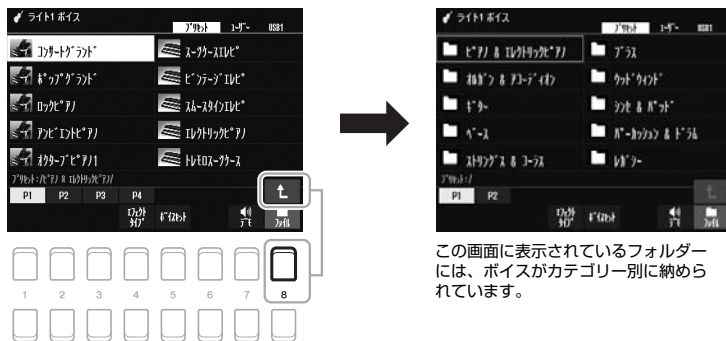 ライト1 ボイス
プリセット ユーザー USB1
コンサートグランド スークケースエレピ
ポップグランド ビンテージエレピ
ロックピアノ スムースタインエレピ
アンビエントピアノ エレクトリックピアノ
オクターブピアノ1 トレモロスーツケース
プリセット:/ピアノ & エレクトリックピアノ/
P1 P2 P3 P4
エフェクトタイプ ボイスセット デモ ファイル
1 2 3 4 5 6 7 8
ライト1 ボイス
プリセット ユーザー USB1
ピアノ & エレクトリックピアノ ブラス
オルガン & アコーディオン ウッドウィンド
ギター シンセ & パッド
ベース パーカッション & ドラム
ストリングス & コーラス レガシー
プリセット:/
P1 P2
エフェクトタイプ ボイスセット デモ ファイル
この画面に表示されているフォルダー
には、ボイスがカテゴリー別に納めら
れています。